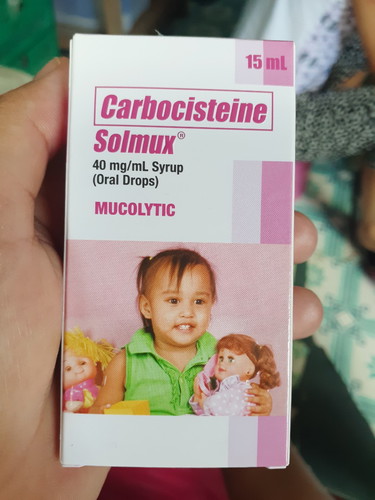 15 mL
Carbocisteine
Solmux®
40 mg/mL Syrup
(Oral Drops)
MUCOLYTIC